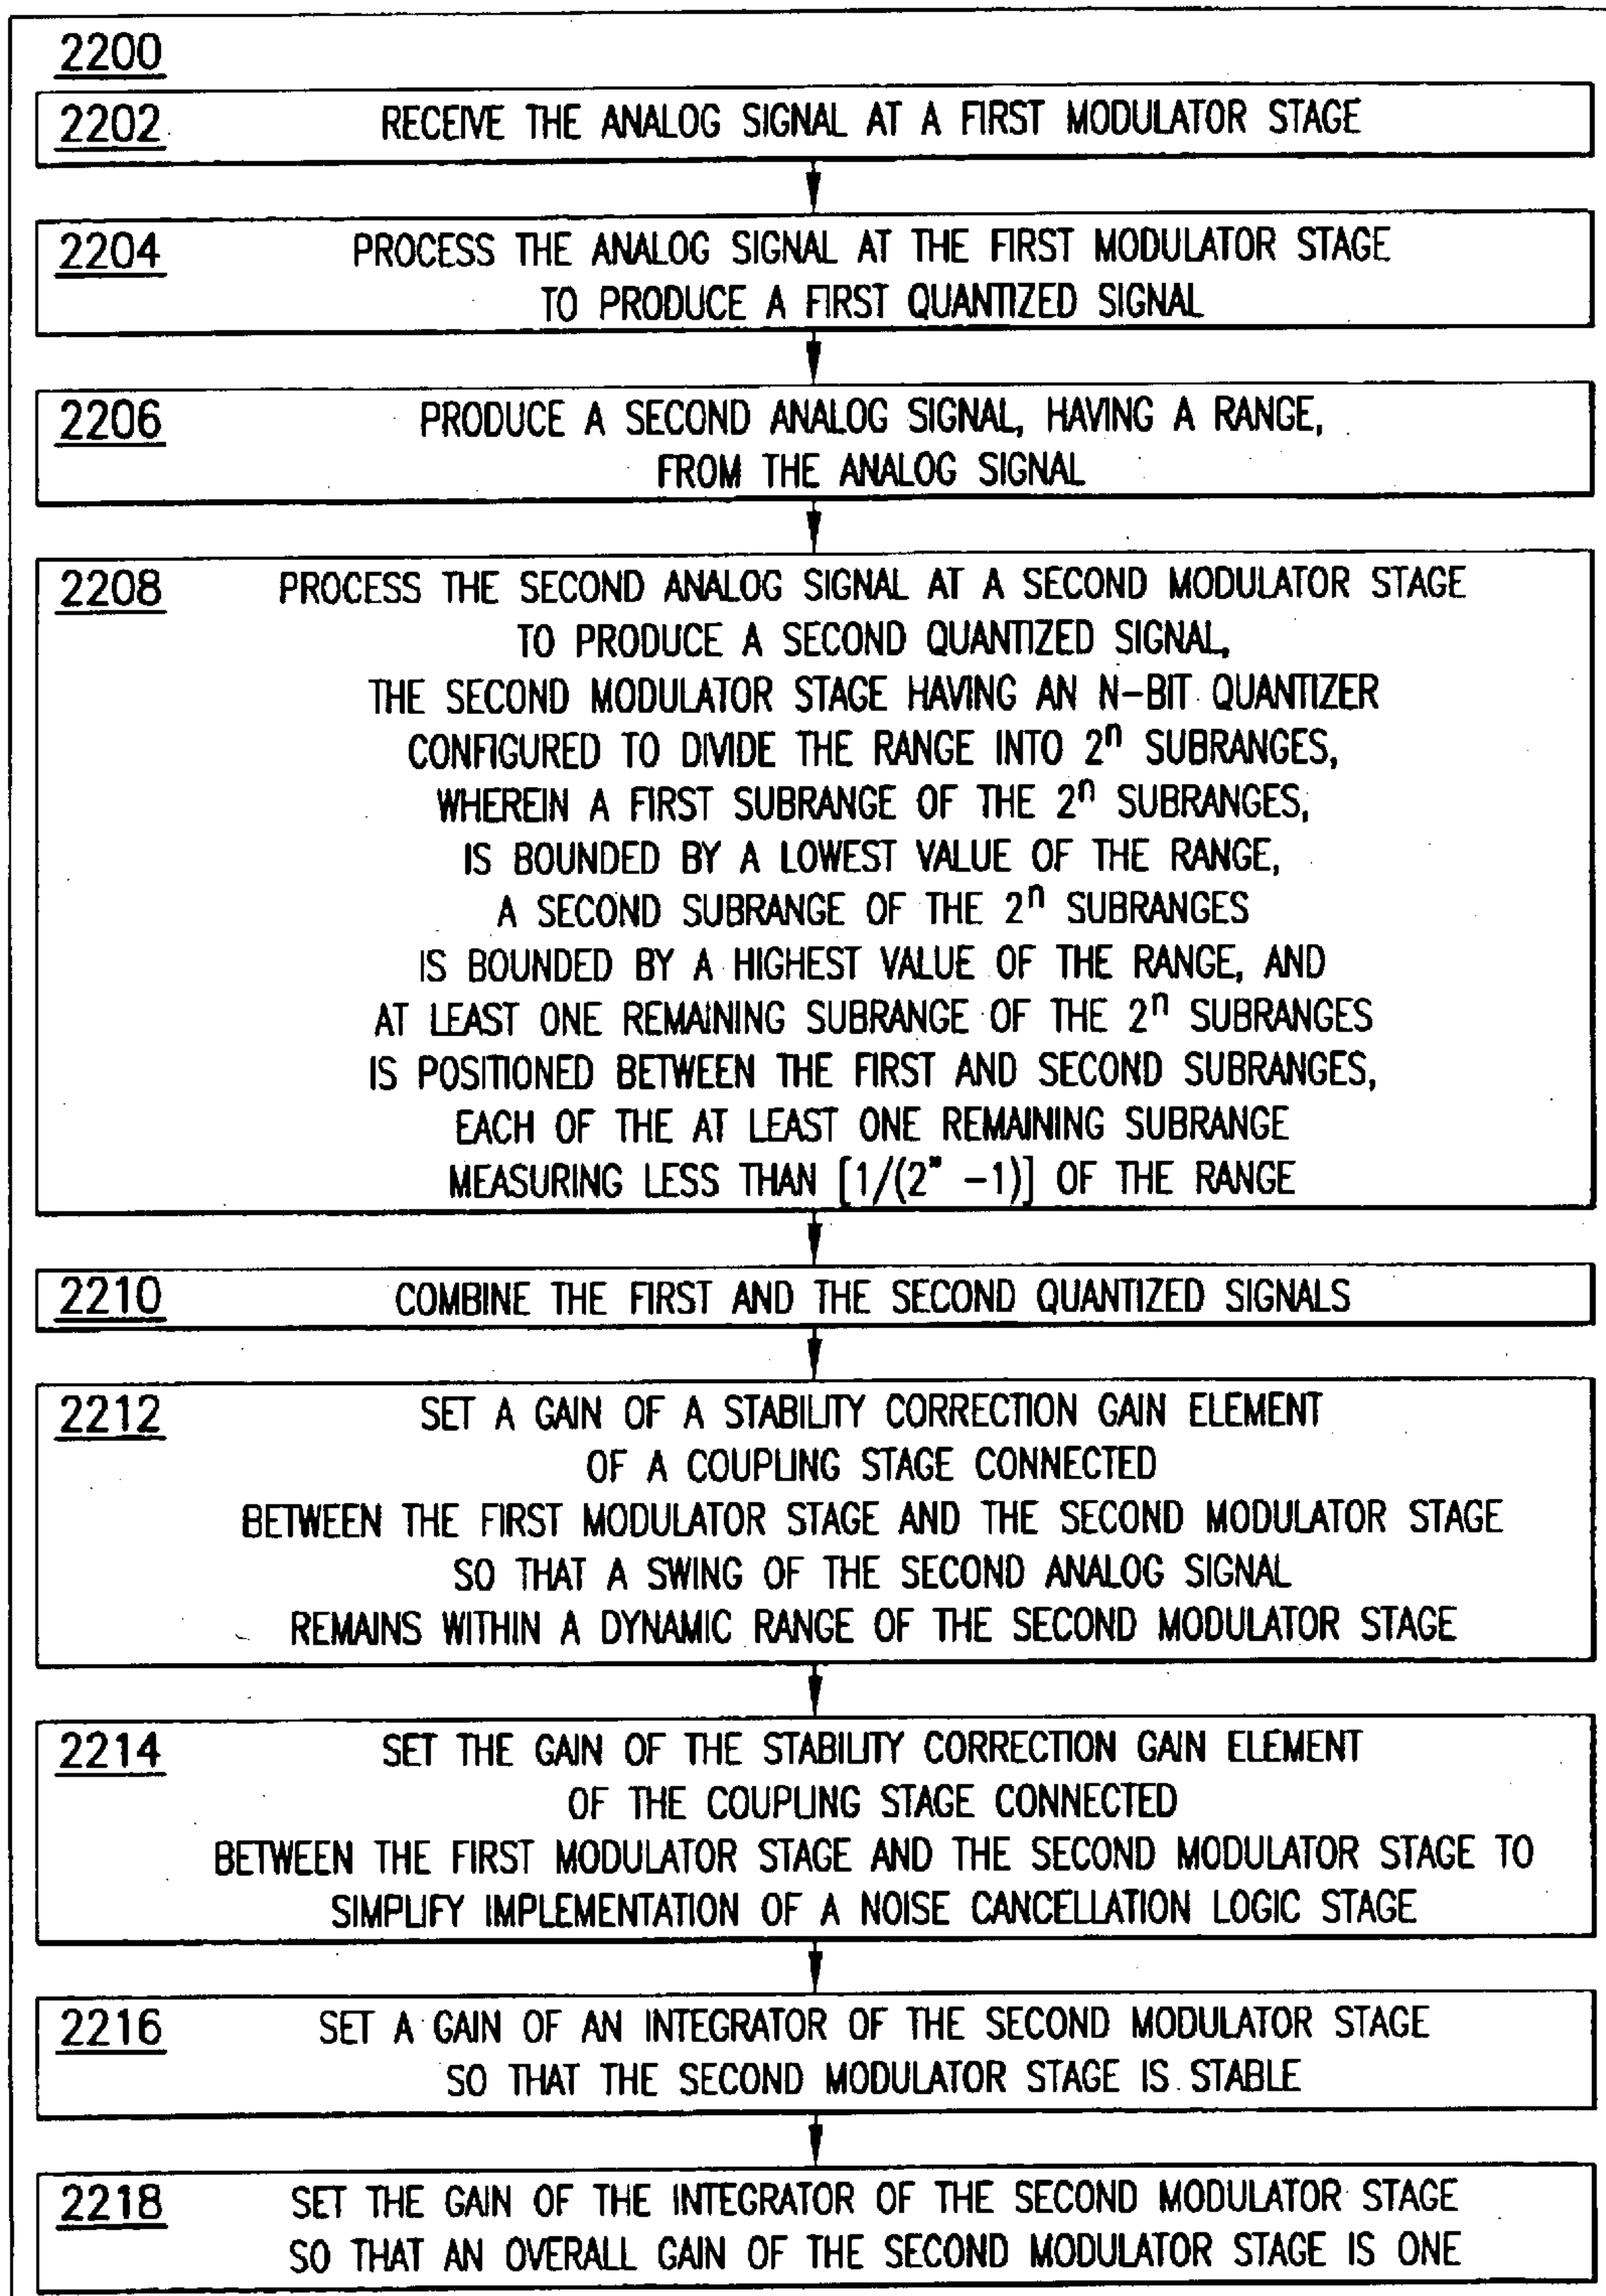 2200
2202 RECEIVE THE ANALOG SIGNAL AT A FIRST MODULATOR STAGE
2204 PROCESS THE ANALOG SIGNAL AT THE FIRST MODULATOR STAGE
TO PRODUCE A FIRST QUANTIZED SIGNAL
2206 PRODUCE A SECOND ANALOG SIGNAL, HAVING A RANGE,
FROM THE ANALOG SIGNAL
2208 PROCESS THE SECOND ANALOG SIGNAL AT A SECOND MODULATOR STAGE
TO PRODUCE A SECOND QUANTIZED SIGNAL,
THE SECOND MODULATOR STAGE HAVING AN N-BIT QUANTIZER
CONFIGURED TO DIVIDE THE RANGE INTO 2ⁿ SUBRANGES,
WHEREIN A FIRST SUBRANGE OF THE 2ⁿ SUBRANGES,
IS BOUNDED BY A LOWEST VALUE OF THE RANGE,
A SECOND SUBRANGE OF THE 2ⁿ SUBRANGES
IS BOUNDED BY A HIGHEST VALUE OF THE RANGE, AND
AT LEAST ONE REMAINING SUBRANGE OF THE 2ⁿ SUBRANGES
IS POSITIONED BETWEEN THE FIRST AND SECOND SUBRANGES,
EACH OF THE AT LEAST ONE REMAINING SUBRANGE
MEASURING LESS THAN [1/(2ⁿ -1)] OF THE RANGE
2210 COMBINE THE FIRST AND THE SECOND QUANTIZED SIGNALS
2212 SET A GAIN OF A STABILITY CORRECTION GAIN ELEMENT
OF A COUPLING STAGE CONNECTED
BETWEEN THE FIRST MODULATOR STAGE AND THE SECOND MODULATOR STAGE
SO THAT A SWING OF THE SECOND ANALOG SIGNAL
REMAINS WITHIN A DYNAMIC RANGE OF THE SECOND MODULATOR STAGE
2214 SET THE GAIN OF THE STABILITY CORRECTION GAIN ELEMENT
OF THE COUPLING STAGE CONNECTED
BETWEEN THE FIRST MODULATOR STAGE AND THE SECOND MODULATOR STAGE TO
SIMPLIFY IMPLEMENTATION OF A NOISE CANCELLATION LOGIC STAGE
2216 SET A GAIN OF AN INTEGRATOR OF THE SECOND MODULATOR STAGE
SO THAT THE SECOND MODULATOR STAGE IS STABLE
2218 SET THE GAIN OF THE INTEGRATOR OF THE SECOND MODULATOR STAGE
SO THAT AN OVERALL GAIN OF THE SECOND MODULATOR STAGE IS ONE